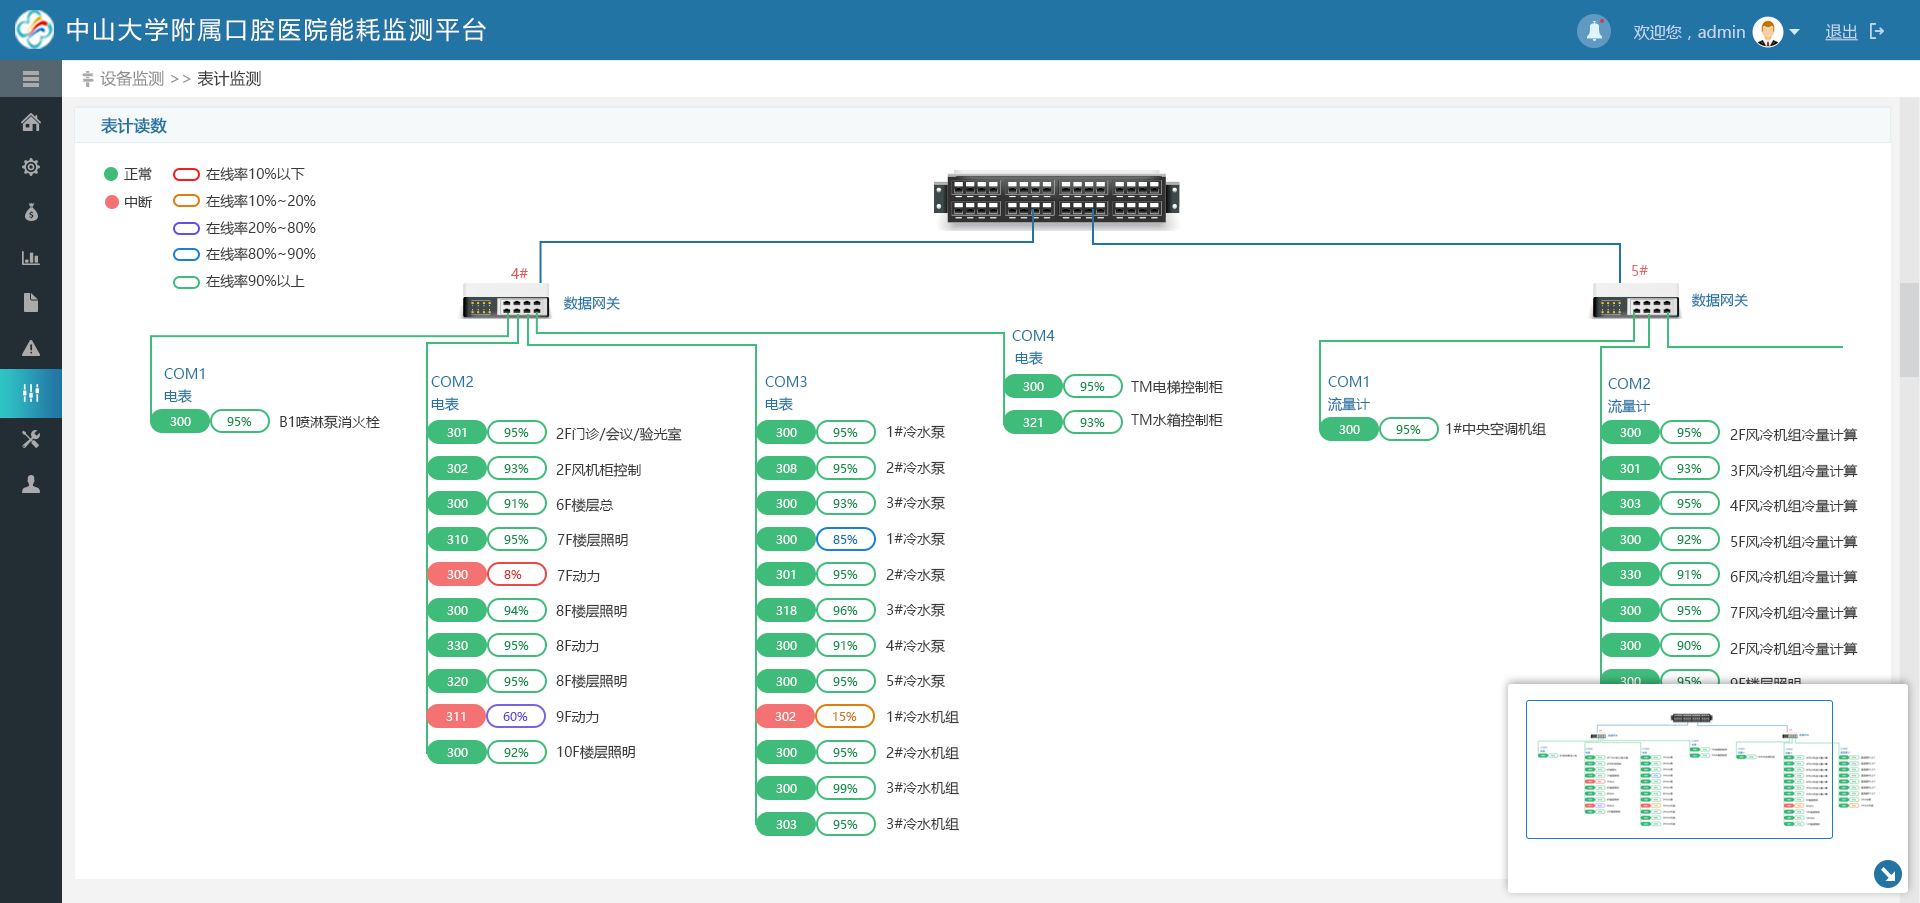 中山大学附属口腔医院能耗监测平台
欢迎您，admin
退出
设备监测 >> 表计监测
表计读数
正常
中断
在线率10%以下
在线率10%~20%
在线率20%~80%
在线率80%~90%
在线率90%以上
4#
数据网关
5#
数据网关
COM1
电表
300 95% B1喷淋泵消火栓
COM2
电表
301 95% 2F门诊/会议/验光室
302 93% 2F风机柜控制
300 91% 6F楼层总
310 95% 7F楼层照明
300 8% 7F动力
300 94% 8F楼层照明
330 95% 8F动力
320 95% 8F楼层照明
311 60% 9F动力
300 92% 10F楼层照明
COM3
电表
300 95% 1#冷水泵
308 95% 2#冷水泵
300 93% 3#冷水泵
300 85% 1#冷水泵
301 95% 2#冷水泵
318 96% 3#冷水泵
300 91% 4#冷水泵
300 95% 5#冷水泵
302 15% 1#冷水机组
300 95% 2#冷水机组
300 99% 3#冷水机组
303 95% 3#冷水机组
COM4
电表
300 95% TM电梯控制柜
321 93% TM水箱控制柜
COM1
流量计
300 95% 1#中央空调机组
COM2
流量计
300 95% 2F风冷机组冷量计算
301 93% 3F风冷机组冷量计算
303 95% 4F风冷机组冷量计算
300 92% 5F风冷机组冷量计算
330 91% 6F风冷机组冷量计算
300 95% 7F风冷机组冷量计算
300 90% 2F风冷机组冷量计算
300 95% 9F楼层照明